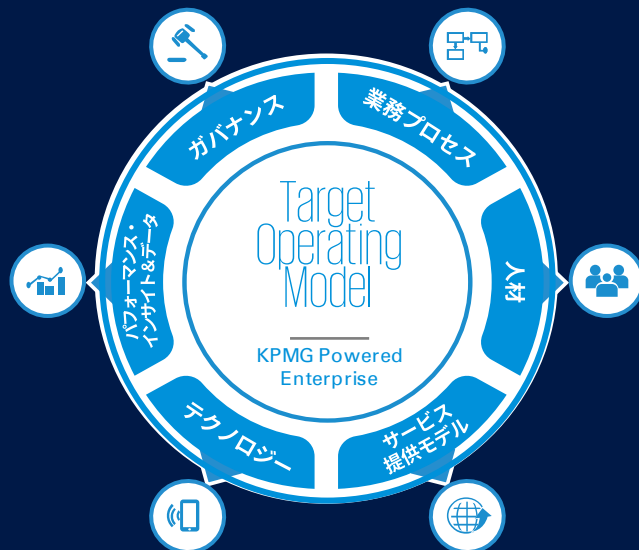 Target
Operating
Model
KPMG Powered
Enterprise
ガバナンス
業務プロセス
人材
サービス
提供モデル
テクノロジー
パフォーマンス・
インサイト&データ